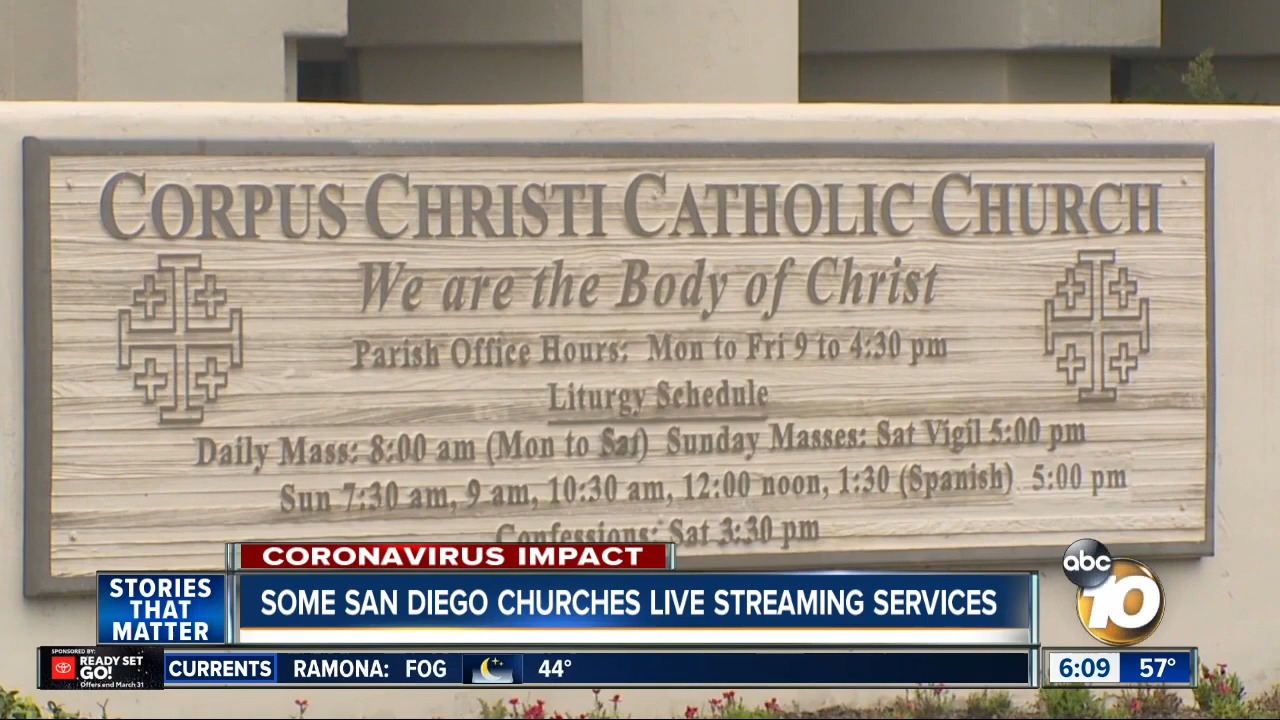 CORPUS CHRISTI CATHOLIC CHURCH
We are the Body of Christ
Parish Office Hours: Mon to Fri 9 to 4:30 pm
Liturgy Schedule
Daily Mass: 8:00 am (Mon to Sat) Sunday Masses: Sat Vigil 5:00 pm
Sun 7:30 am, 9 am, 10:30 am, 12:00 noon, 1:30 (Spanish) 5:00 pm
Confessions: Sat 3:30 pm
CORONAVIRUS IMPACT
STORIES
THAT
MATTER
SOME SAN DIEGO CHURCHES LIVE STREAMING SERVICES
abc
10
SPONSORED BY:
READY SET
GO!
Offers end March 31
CURRENTS
RAMONA: FOG 44°
6:09 57°